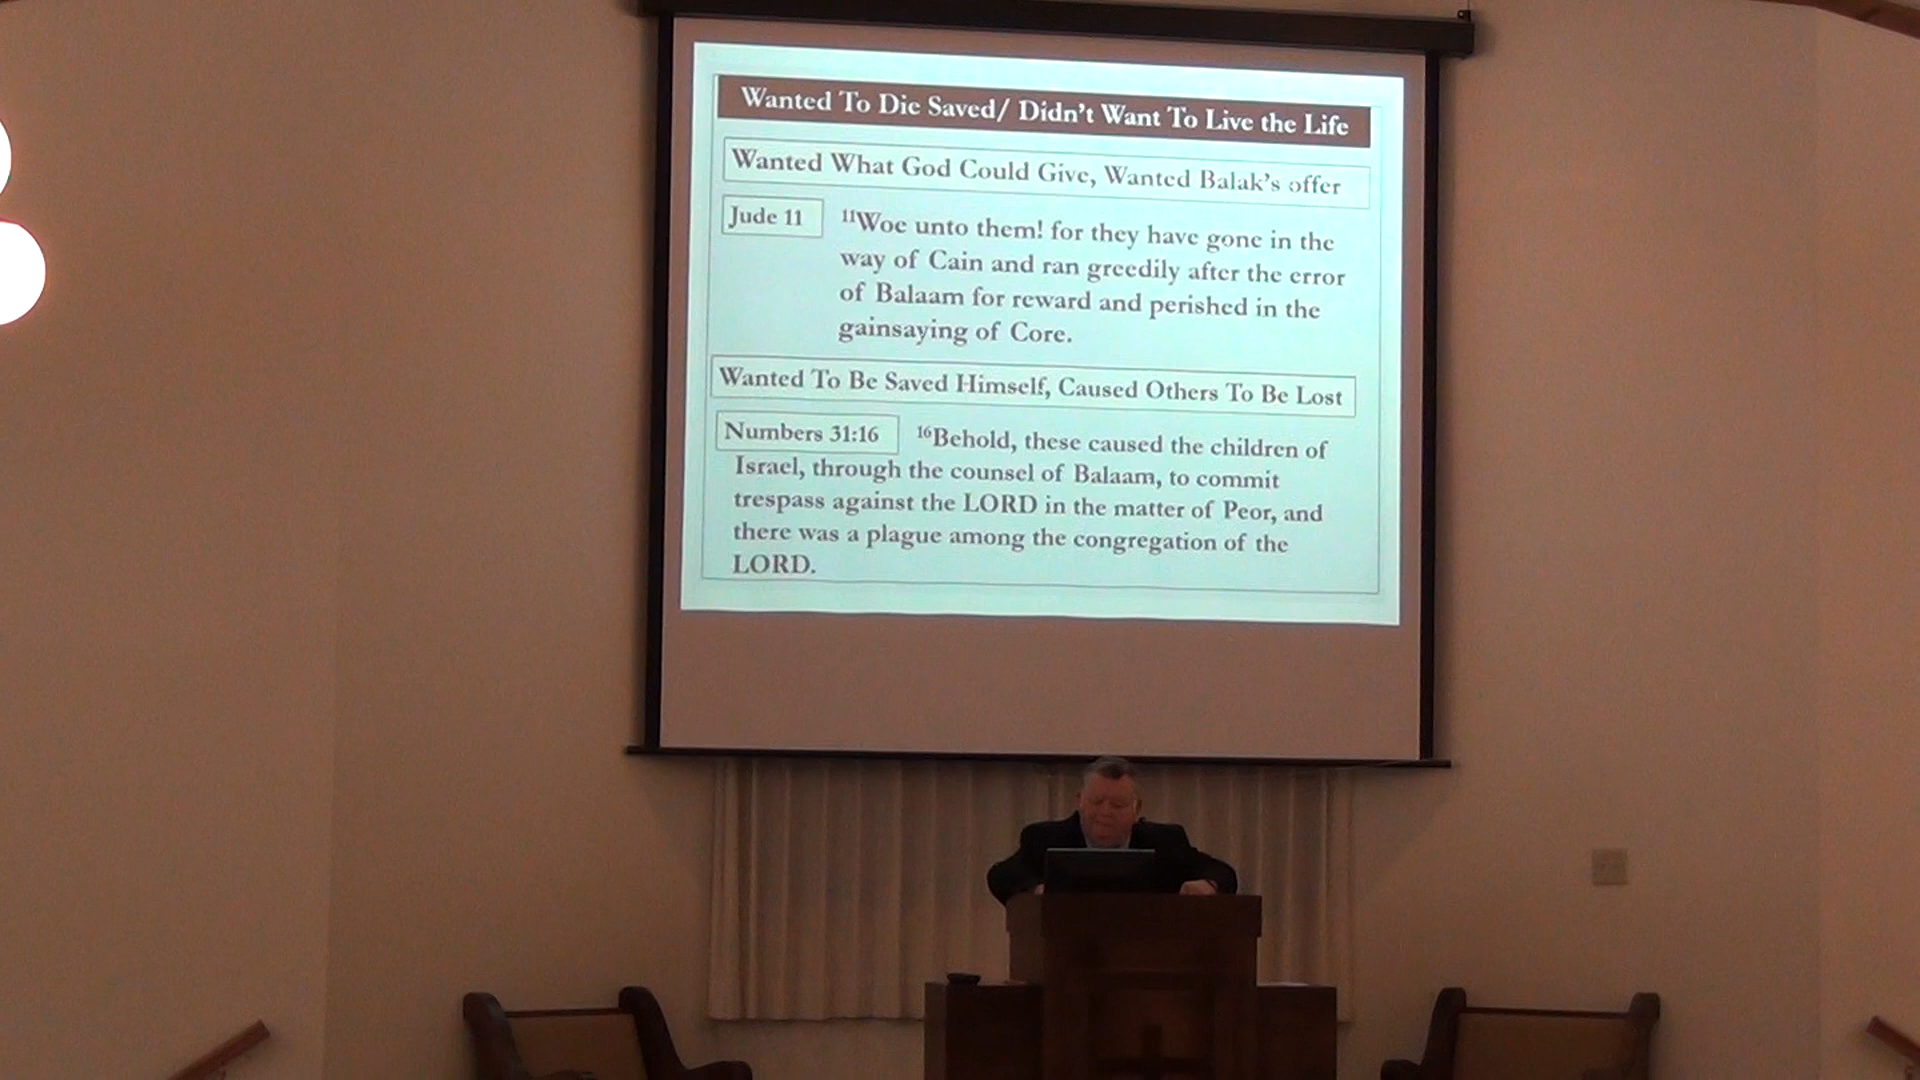 Wanted To Die Saved/ Didn't Want To Live the Life
Wanted What God Could Give, Wanted Balak's offer
Jude 11 11Woe unto them! for they have gone in the
way of Cain and ran greedily after the error
of Balaam for reward and perished in the
gainsaying of Core.
Wanted To Be Saved Himself, Caused Others To Be Lost
Numbers 31:16 16Behold, these caused the children of
Israel, through the counsel of Balaam, to commit
trespass against the LORD in the matter of Peor, and
there was a plague among the congregation of the
LORD.